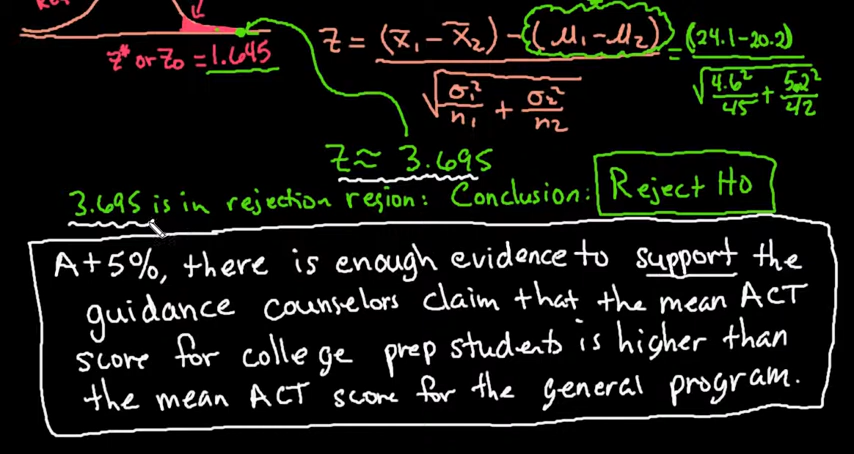 Z* or Z₀ = 1.645
Z = (x̄₁ - x̄₂) - (μ₁ - μ₂) / √(σ₁²/n₁ + σ₂²/n₂) = (24.1 - 20.2) / √(4.6²/45 + 5.2²/42)
Z ≈ 3.695
3.695 is in rejection region: Conclusion: Reject Ho
At 5%, there is enough evidence to support the
guidance counselors claim that the mean ACT
score for college prep students is higher than
the mean ACT score for the general program.